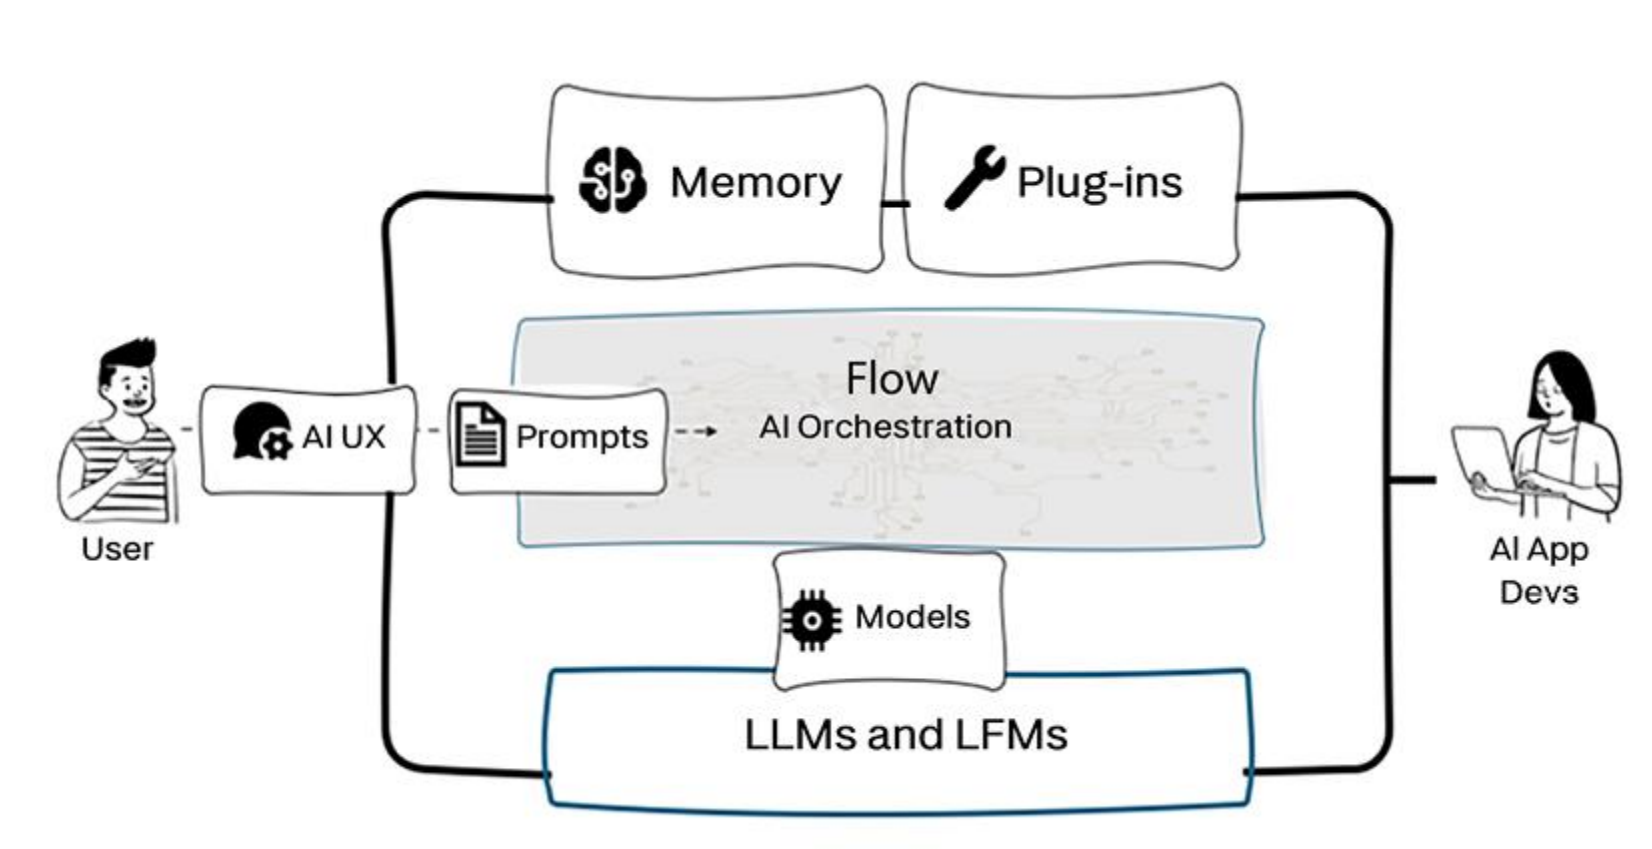 Memory
Plug-ins
Flow
AI Orchestration
AI UX
Prompts
User
AI App
Devs
Models
LLMs and LFMs